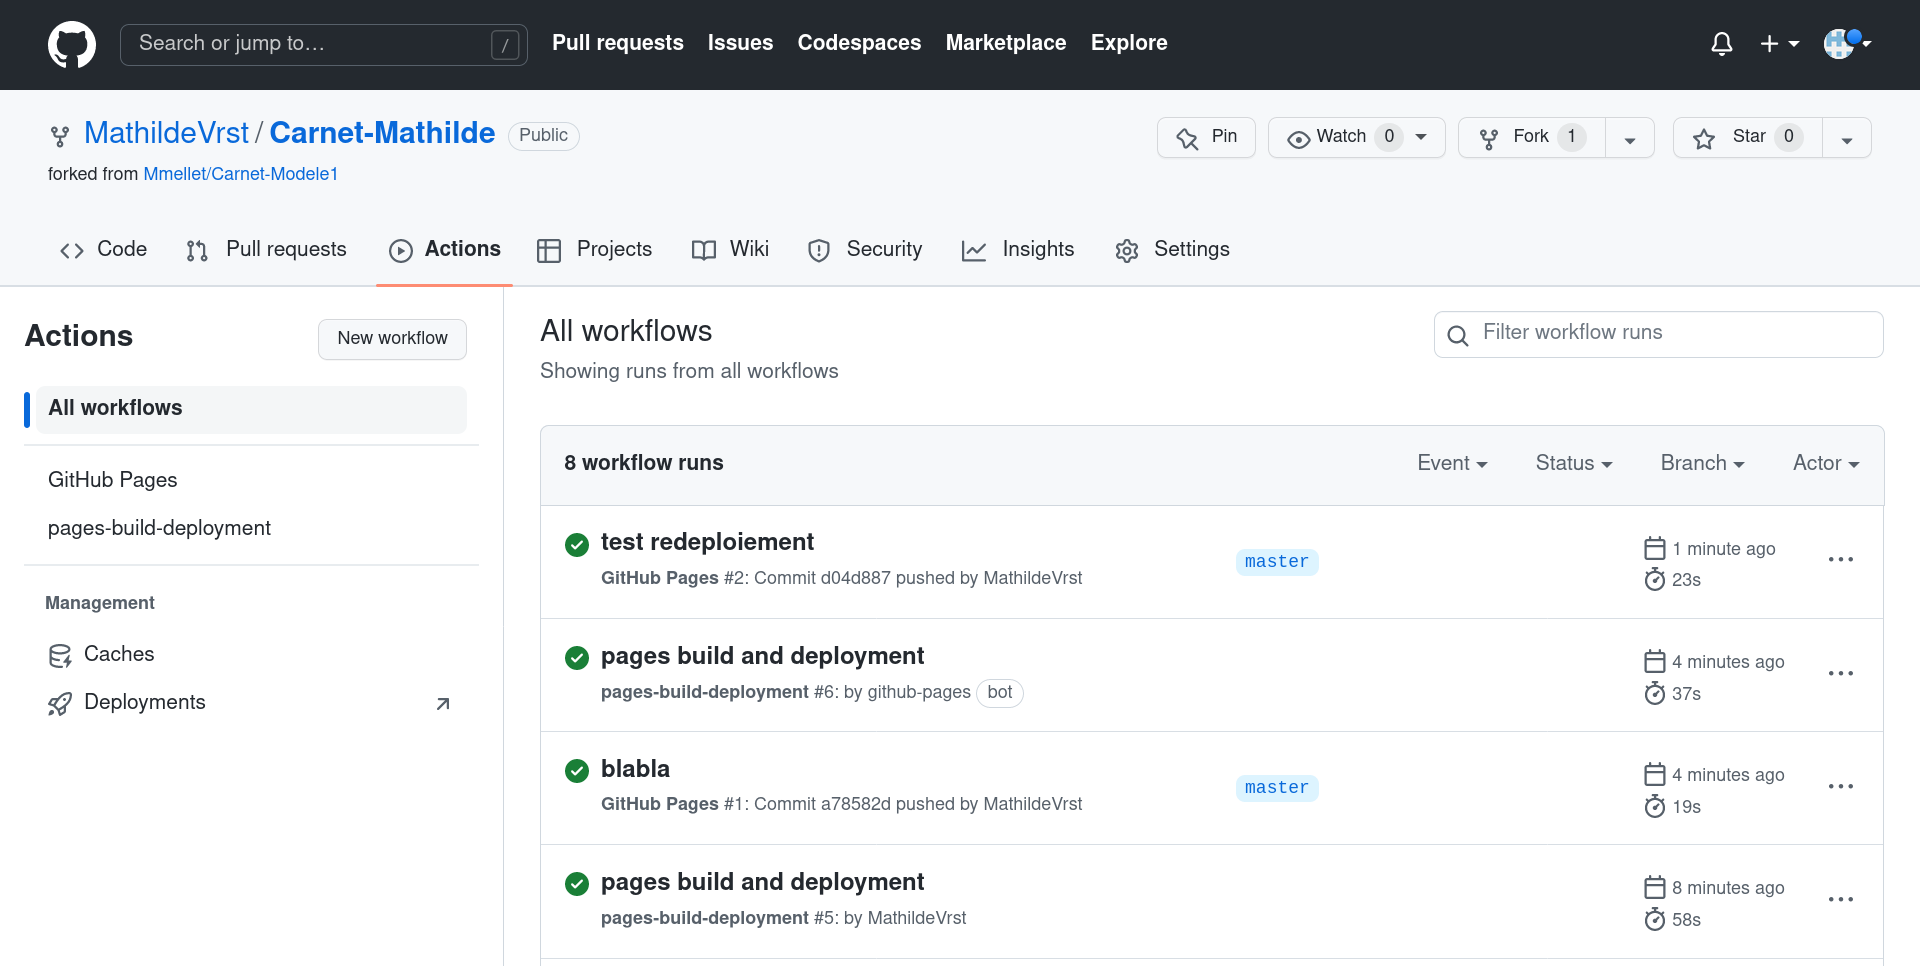 Search or jump to… / Pull requests Issues Codespaces Marketplace Explore
MathildeVrst / Carnet-Mathilde Public
Pin Watch 0 Fork 1 Star 0
forked from Mmellet/Carnet-Modele1
Code Pull requests Actions Projects Wiki Security Insights Settings
Actions
New workflow
All workflows
GitHub Pages
pages-build-deployment
Management
Caches
Deployments
All workflows
Showing runs from all workflows
Filter workflow runs
8 workflow runs
Event Status Branch Actor
test redeploiement
GitHub Pages #2: Commit d04d887 pushed by MathildeVrst
master
1 minute ago
23s
pages build and deployment
pages-build-deployment #6: by github-pages bot
4 minutes ago
37s
blabla
GitHub Pages #1: Commit a78582d pushed by MathildeVrst
master
4 minutes ago
19s
pages build and deployment
pages-build-deployment #5: by MathildeVrst
8 minutes ago
58s